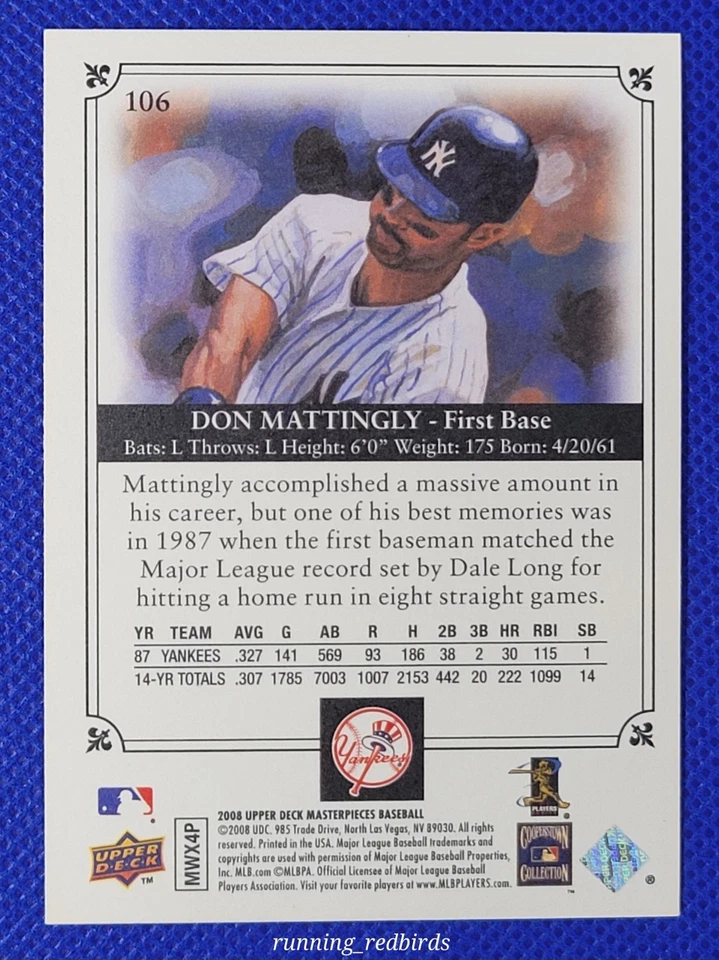 106
DON MATTINGLY - First Base
Bats: L Throws: L Height: 6'0" Weight: 175 Born: 4/20/61
Mattingly accomplished a massive amount in
his career, but one of his best memories was
in 1987 when the first baseman matched the
Major League record set by Dale Long for
hitting a home run in eight straight games.
YR TEAM AVG G AB R H 2B 3B HR RBI SB
87 YANKEES .327 141 569 93 186 38 2 30 115 1
14-YR TOTALS .307 1785 7003 1007 2153 442 20 222 1099 14
Yankees
PLAYERS
®
UPPER
DECK
™
MWX4P
2008 UPPER DECK MASTERPIECES BASEBALL
©2008 UDC. 985 Trade Drive, North Las Vegas, NV 89030. All rights
reserved. Printed in the USA. Major League Baseball trademarks and
copyrights are used with permission of Major League Baseball Properties,
Inc. MLB.com ©MLBPA. Official Licensee of Major League Baseball
Players Association. Visit your favorite players at www.MLBPLAYERS.com.
COOPERSTOWN
COLLECTION
™
®
running_redbirds